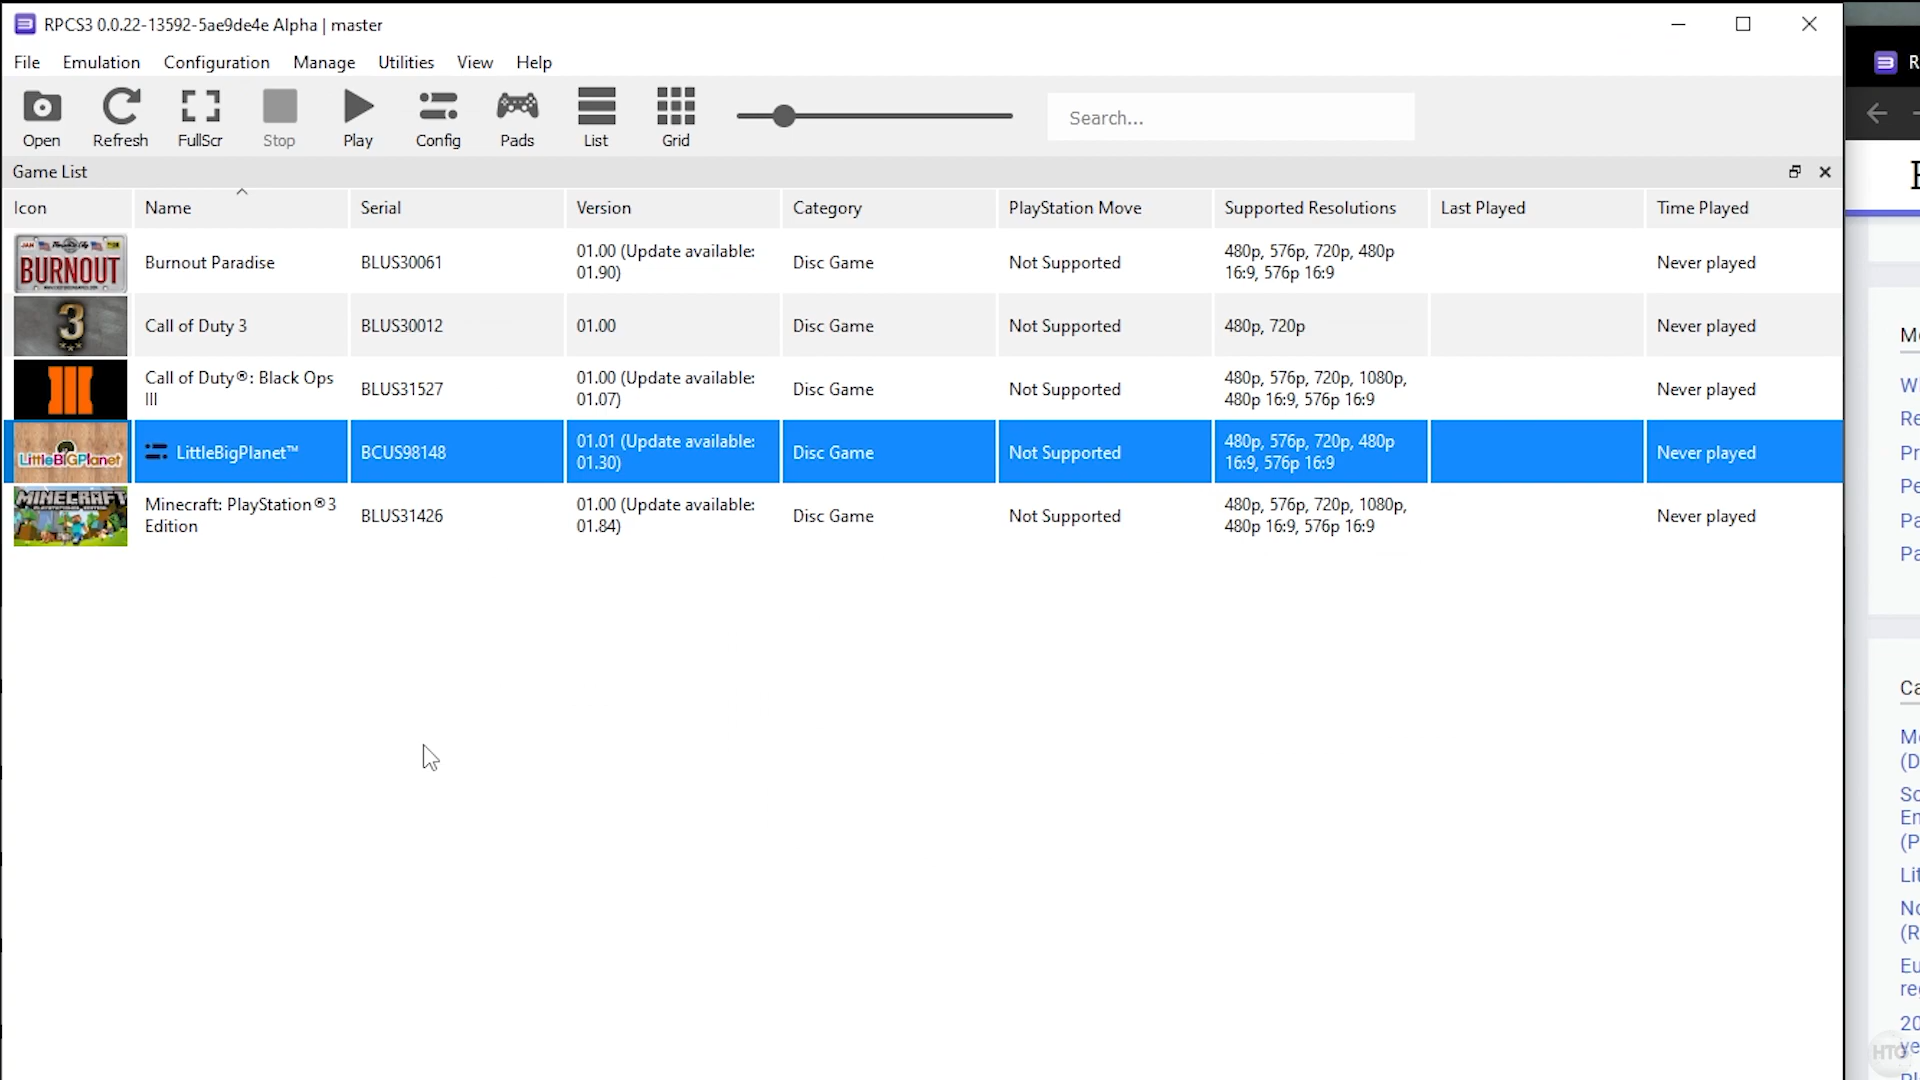 RPCS3 0.0.22-13592-5ae9de4e Alpha | master
File Emulation Configuration Manage Utilities View Help
Open Refresh FullScr Stop Play Config Pads List Grid Search...
Game List
Icon Name Serial Version Category PlayStation Move Supported Resolutions Last Played Time Played
BURNOUT
Burnout Paradise BLUS30061 01.00 (Update available: 01.90) Disc Game Not Supported 480p, 576p, 720p, 480p 16:9, 576p 16:9 Never played
3
Call of Duty 3 BLUS30012 01.00 Disc Game Not Supported 480p, 720p Never played
III
Call of Duty®: Black Ops III BLUS31527 01.00 (Update available: 01.07) Disc Game Not Supported 480p, 576p, 720p, 1080p, 480p 16:9, 576p 16:9 Never played
LittleBIGPlanet
LittleBigPlanet™ BCUS98148 01.01 (Update available: 01.30) Disc Game Not Supported 480p, 576p, 720p, 480p 16:9, 576p 16:9 Never played
MINECRAFT
Minecraft: PlayStation®3 Edition BLUS31426 01.00 (Update available: 01.84) Disc Game Not Supported 480p, 576p, 720p, 1080p, 480p 16:9, 576p 16:9 Never played
HTG